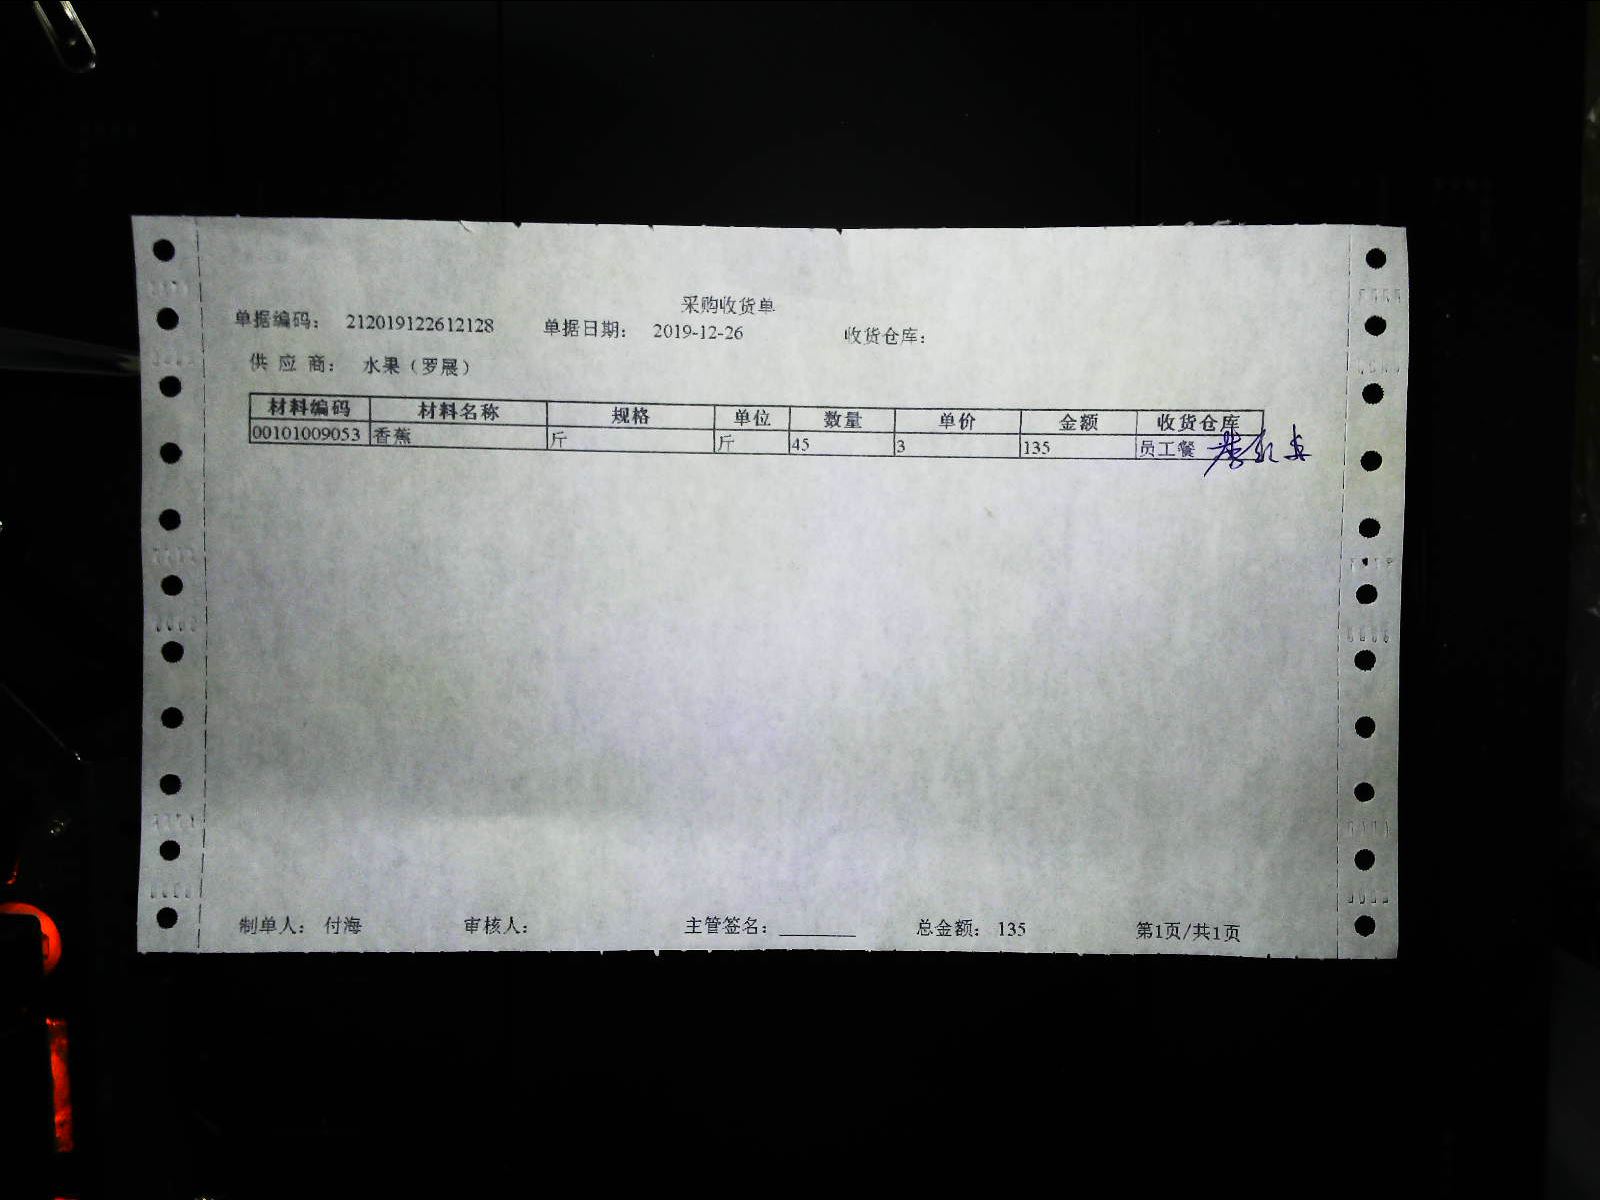 采购收货单
单据编码： 212019122612128 单据日期： 2019-12-26 收货仓库：
供 应 商： 水果（罗展）
材料编码 材料名称 规格 单位 数量 单价 金额 收货仓库
00101009053 香蕉 斤 斤 45 3 135 员工餐
制单人： 付海 审核人： 主管签名： ________ 总金额： 135 第1页/共1页